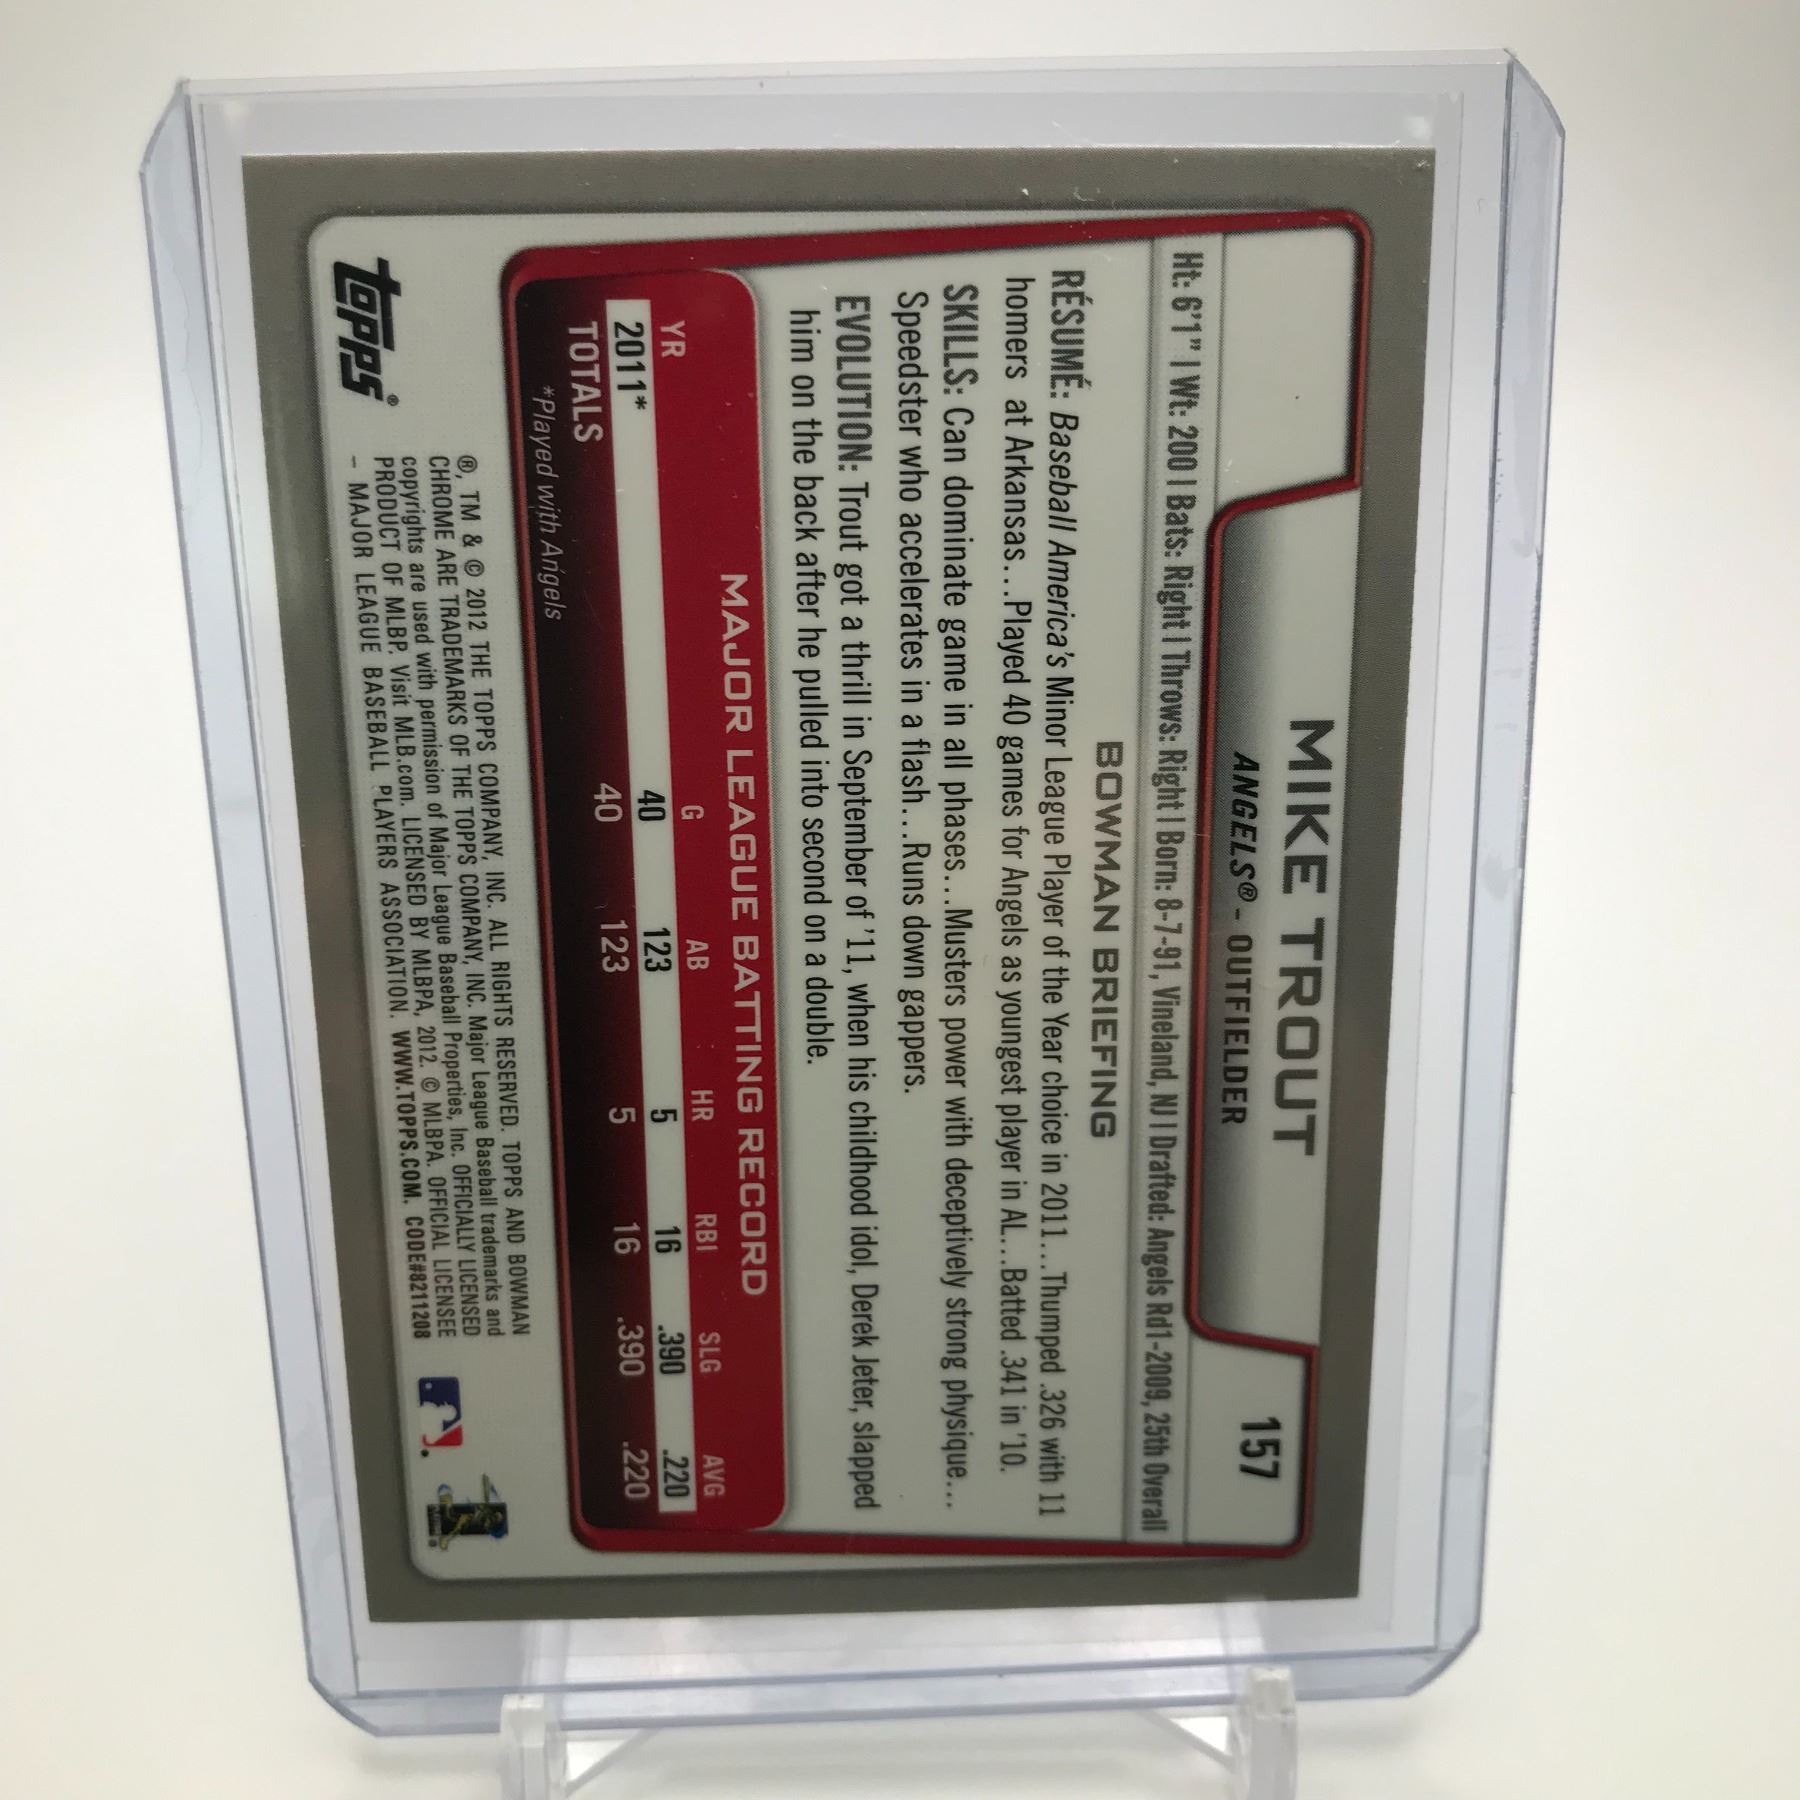 157
MIKE TROUT
ANGELS® – OUTFIELDER
Ht: 6'1" | Wt: 200 | Bats: Right | Throws: Right | Born: 8-7-91, Vineland, NJ | Drafted: Angels Rd1-2009, 25th Overall
BOWMAN BRIEFING
RÉSUMÉ: Baseball America's Minor League Player of the Year choice in 2011...Thumped .326 with 11
homers at Arkansas...Played 40 games for Angels as youngest player in AL...Batted .341 in '10.
SKILLS: Can dominate game in all phases...Musters power with deceptively strong physique...
Speedster who accelerates in a flash...Runs down gappers.
EVOLUTION: Trout got a thrill in September of '11, when his childhood idol, Derek Jeter, slapped
him on the back after he pulled into second on a double.
MAJOR LEAGUE BATTING RECORD
YR G AB HR RBI SLG AVG
2011* 40 123 5 16 .390 .220
TOTALS 40 123 5 16 .390 .220
*Played with Angels
topps®
®, TM & © 2012 THE TOPPS COMPANY, INC. ALL RIGHTS RESERVED. TOPPS AND BOWMAN
CHROME ARE TRADEMARKS OF THE TOPPS COMPANY, INC. Major League Baseball trademarks and
copyrights are used with permission of Major League Baseball Properties, Inc. OFFICIALLY LICENSED
PRODUCT OF MLBP. Visit MLB.com. LICENSED BY MLBPA, 2012. © MLBPA. OFFICIAL LICENSEE
– MAJOR LEAGUE BASEBALL PLAYERS ASSOCIATION. WWW.TOPPS.COM. CODE#8211208